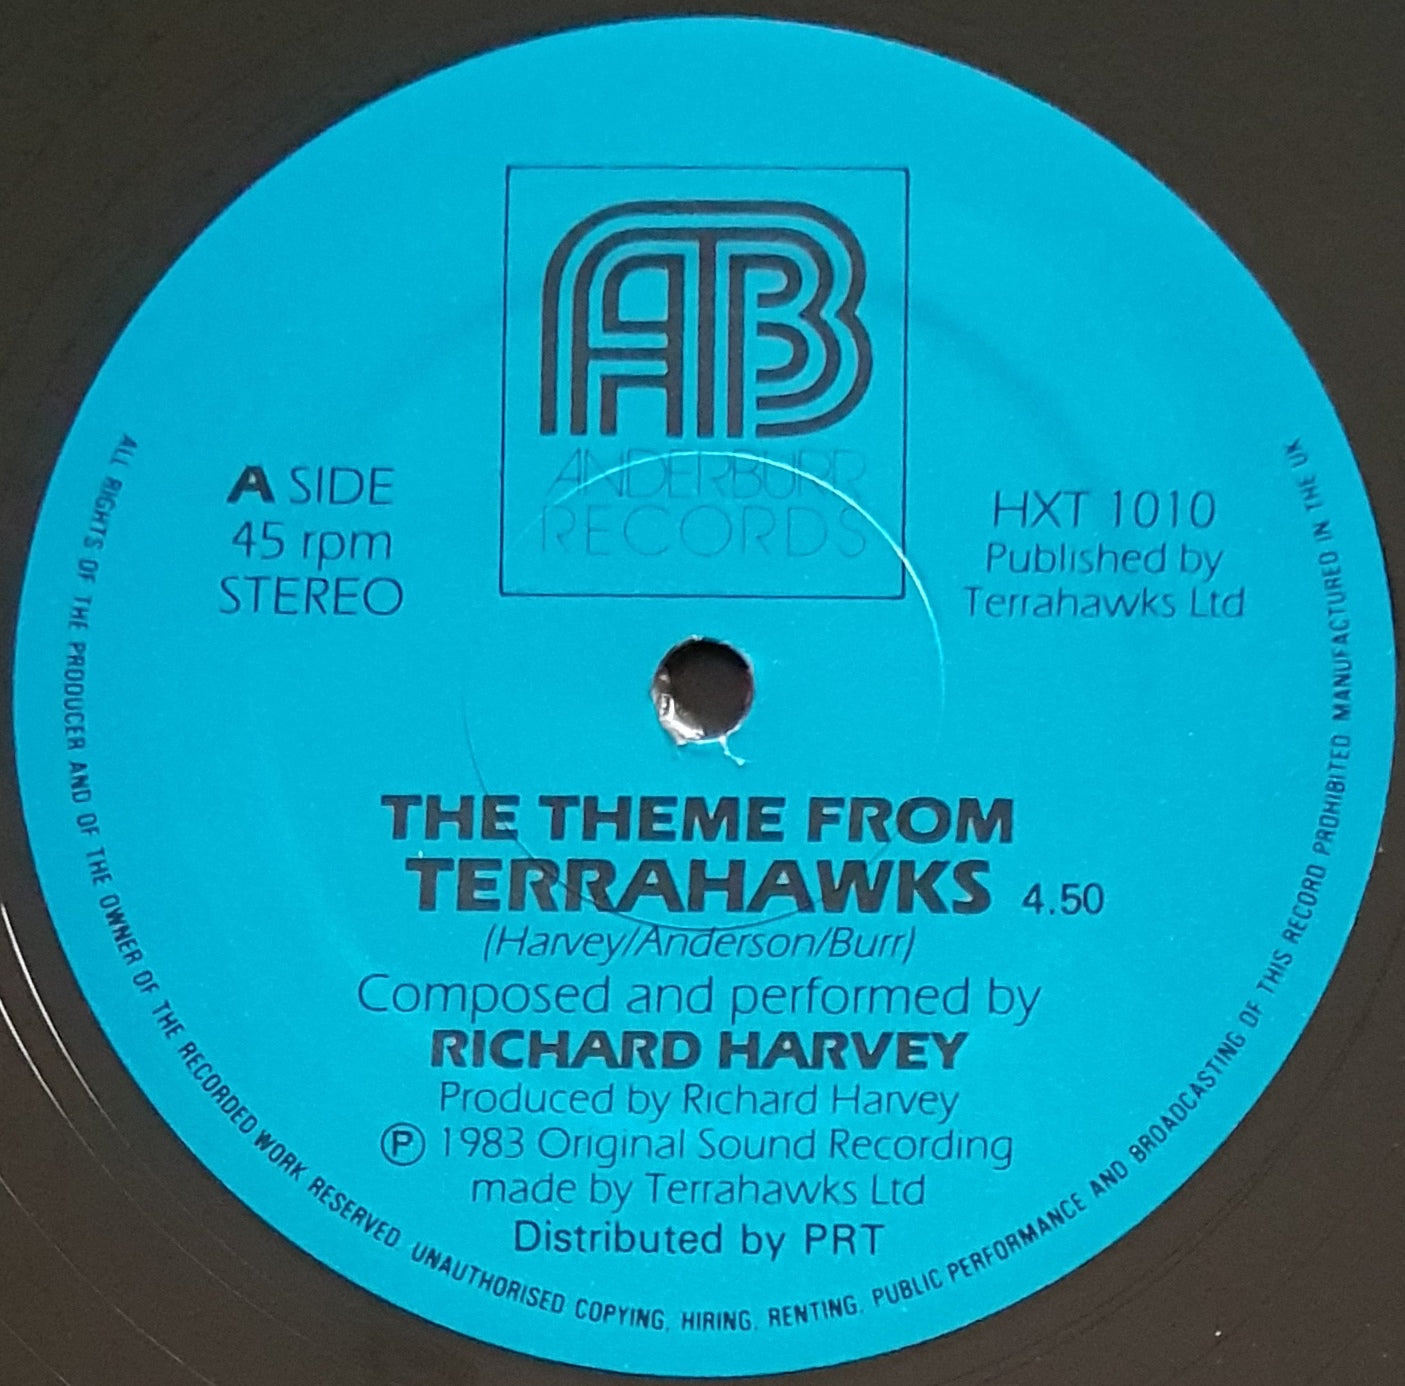 AB
ANDERBURR
RECORDS
A SIDE
45 rpm
STEREO
HXT 1010
Published by
Terrahawks Ltd
THE THEME FROM
TERRAHAWKS 4.50
(Harvey/Anderson/Burr)
Composed and performed by
RICHARD HARVEY
Produced by Richard Harvey
Ⓟ 1983 Original Sound Recording
made by Terrahawks Ltd
Distributed by PRT
ALL RIGHTS OF THE PRODUCER AND OF THE OWNER OF THE RECORDED WORK RESERVED. UNAUTHORISED COPYING, HIRING, RENTING, PUBLIC PERFORMANCE AND BROADCASTING OF THIS RECORD PROHIBITED MANUFACTURED IN THE UK